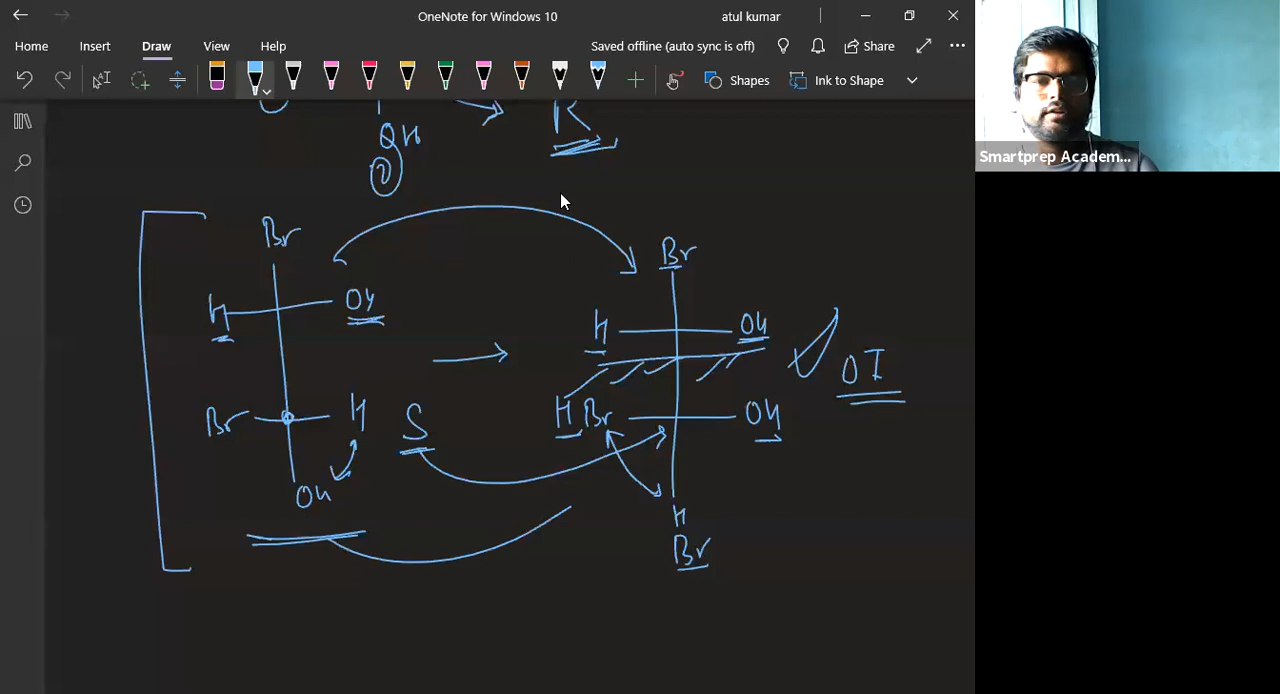 OneNote for Windows 10
atul kumar
Home
Insert
Draw
View
Help
Saved offline (auto sync is off)
Share
Shapes
Ink to Shape
Smartprep Academ...
OH
R
Br
H OH
Br H
OH
S
Br
H OH
H Br OH
H
Br
OI